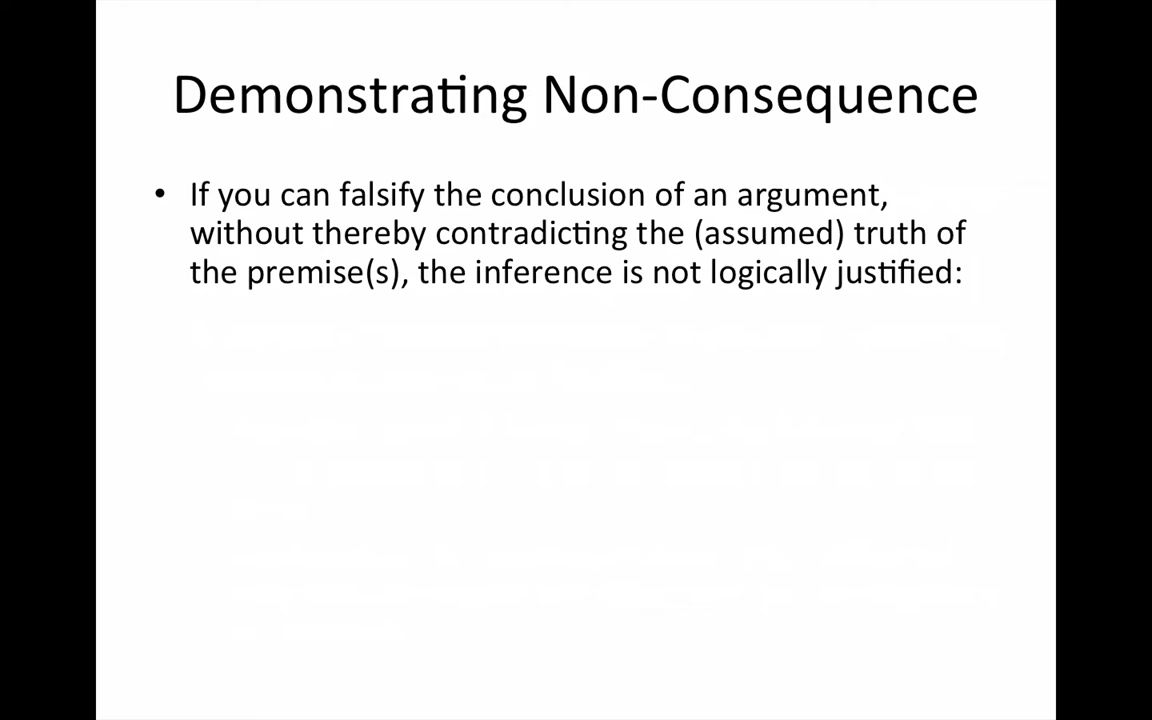 Demonstrating Non-Consequence
• If you can falsify the conclusion of an argument,
without thereby contradicting the (assumed) truth of
the premise(s), the inference is not logically justified: